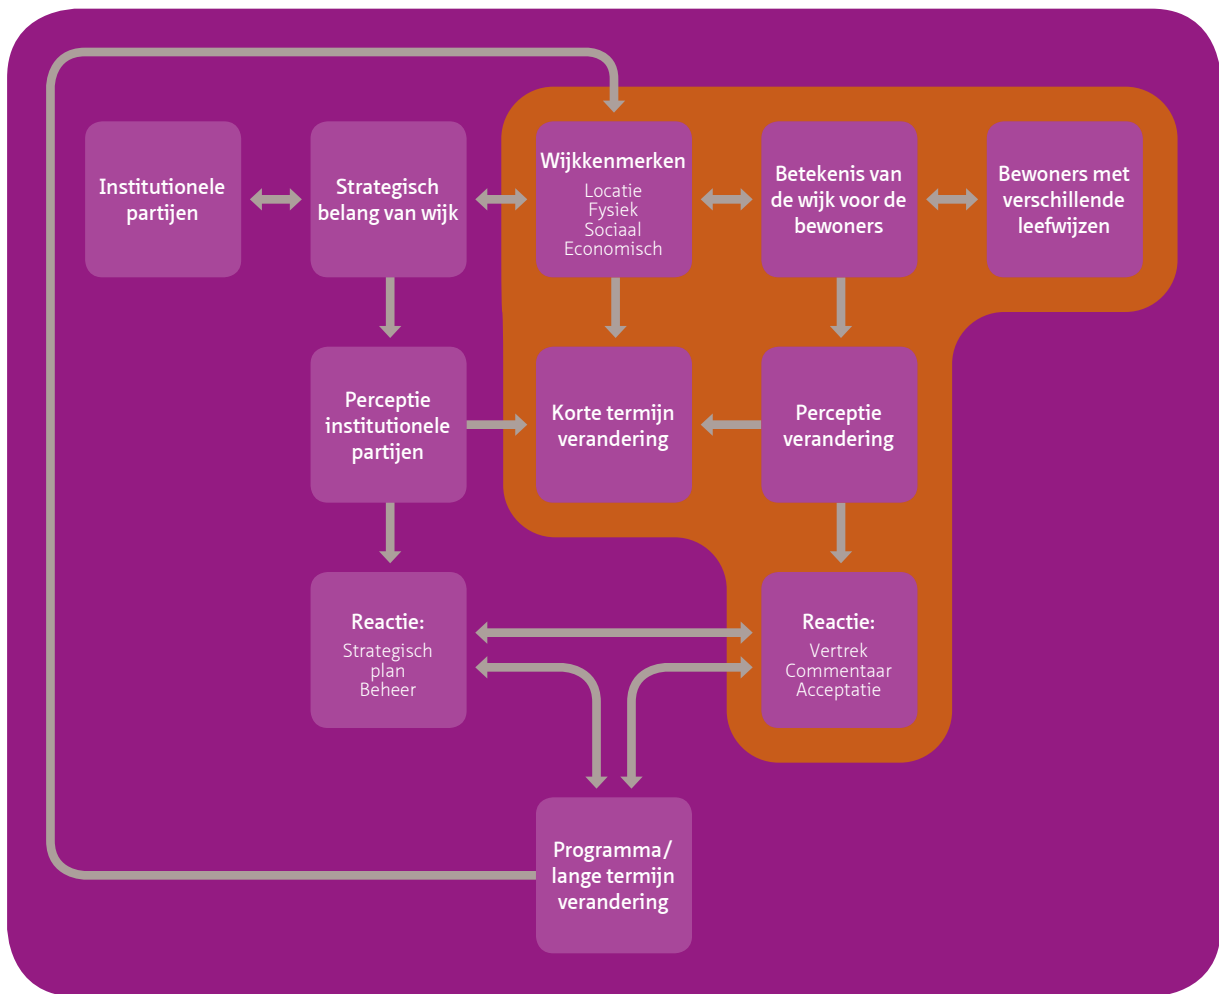 Institutionele
partijen
Strategisch
belang van wijk
Wijkkenmerken
Locatie
Fysiek
Sociaal
Economisch
Betekenis van
de wijk voor de
bewoners
Bewoners met
verschillende
leefwijzen
Perceptie
institutionele
partijen
Korte termijn
verandering
Perceptie
verandering
Reactie:
Strategisch
plan
Beheer
Reactie:
Vertrek
Commentaar
Acceptatie
Programma/
lange termijn
verandering